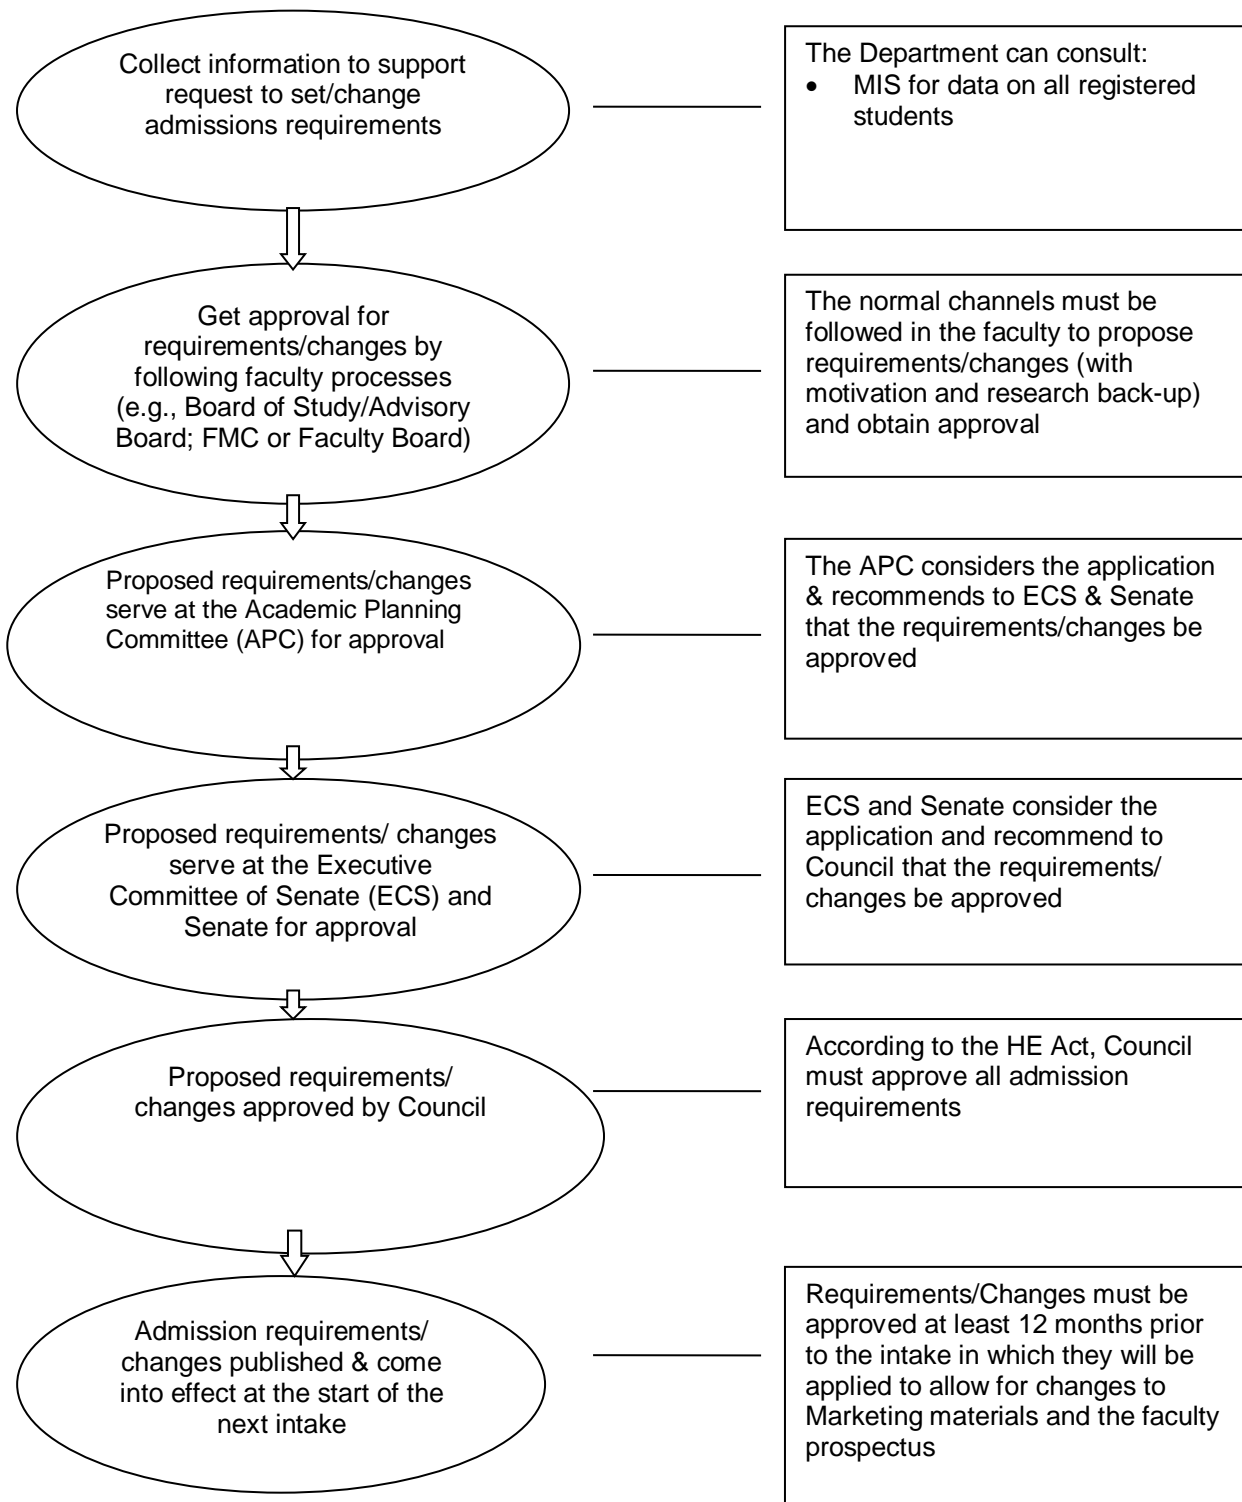 Collect information to support
request to set/change
admissions requirements
The Department can consult:
• MIS for data on all registered
students
Get approval for
requirements/changes by
following faculty processes
(e.g., Board of Study/Advisory
Board; FMC or Faculty Board)
The normal channels must be
followed in the faculty to propose
requirements/changes (with
motivation and research back-up)
and obtain approval
Proposed requirements/changes
serve at the Academic Planning
Committee (APC) for approval
The APC considers the application
& recommends to ECS & Senate
that the requirements/changes be
approved
Proposed requirements/ changes
serve at the Executive
Committee of Senate (ECS) and
Senate for approval
ECS and Senate consider the
application and recommend to
Council that the requirements/
changes be approved
Proposed requirements/
changes approved by Council
According to the HE Act, Council
must approve all admission
requirements
Admission requirements/
changes published & come
into effect at the start of the
next intake
Requirements/Changes must be
approved at least 12 months prior
to the intake in which they will be
applied to allow for changes to
Marketing materials and the faculty
prospectus